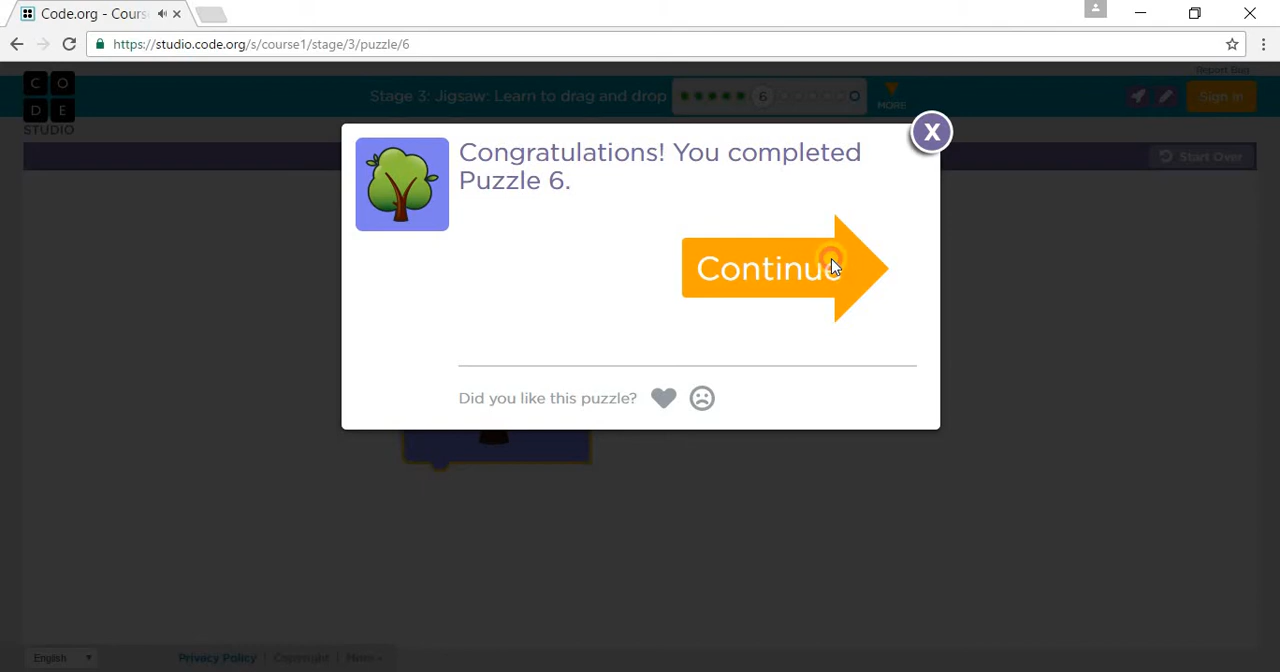 Code.org - Cours
https://studio.code.org/s/course1/stage/3/puzzle/6
Report Bug
C O
D E
STUDIO
Stage 3: Jigsaw: Learn to drag and drop
6
MORE
Sign in
X
Start Over
Congratulations! You completed
Puzzle 6.
Continue
Did you like this puzzle?
English
Privacy Policy
Copyright
More